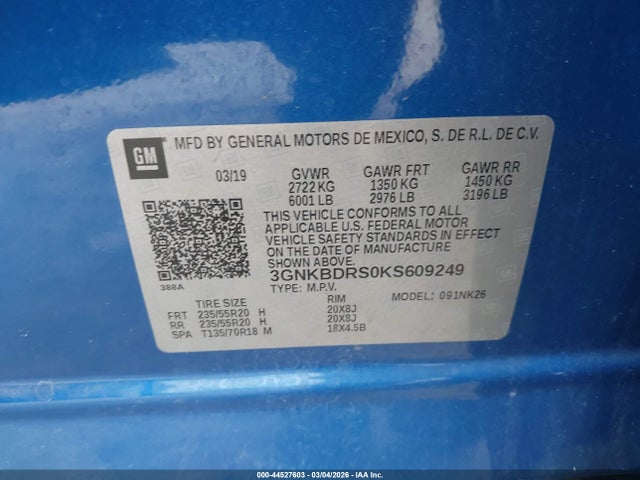 GM
MFD BY GENERAL MOTORS DE MEXICO, S. DE R.L. DE C.V.
03/19 GVWR GAWR FRT GAWR RR
2722 KG 1350 KG 1450 KG
6001 LB 2976 LB 3196 LB
THIS VEHICLE CONFORMS TO ALL
APPLICABLE U.S. FEDERAL MOTOR
VEHICLE SAFETY STANDARDS IN EFFECT
ON THE DATE OF MANUFACTURE
SHOWN ABOVE.
3GNKBDRS0KS609249
388A TYPE: M.P.V. MODEL: 091NK26
TIRE SIZE RIM
FRT 235/55R20 H 20X8J
RR 235/55R20 H 20X8J
SPA T135/70R18 M 18X4.5B
000-44527603 - 03/04/2026 - IAAI.Inc.